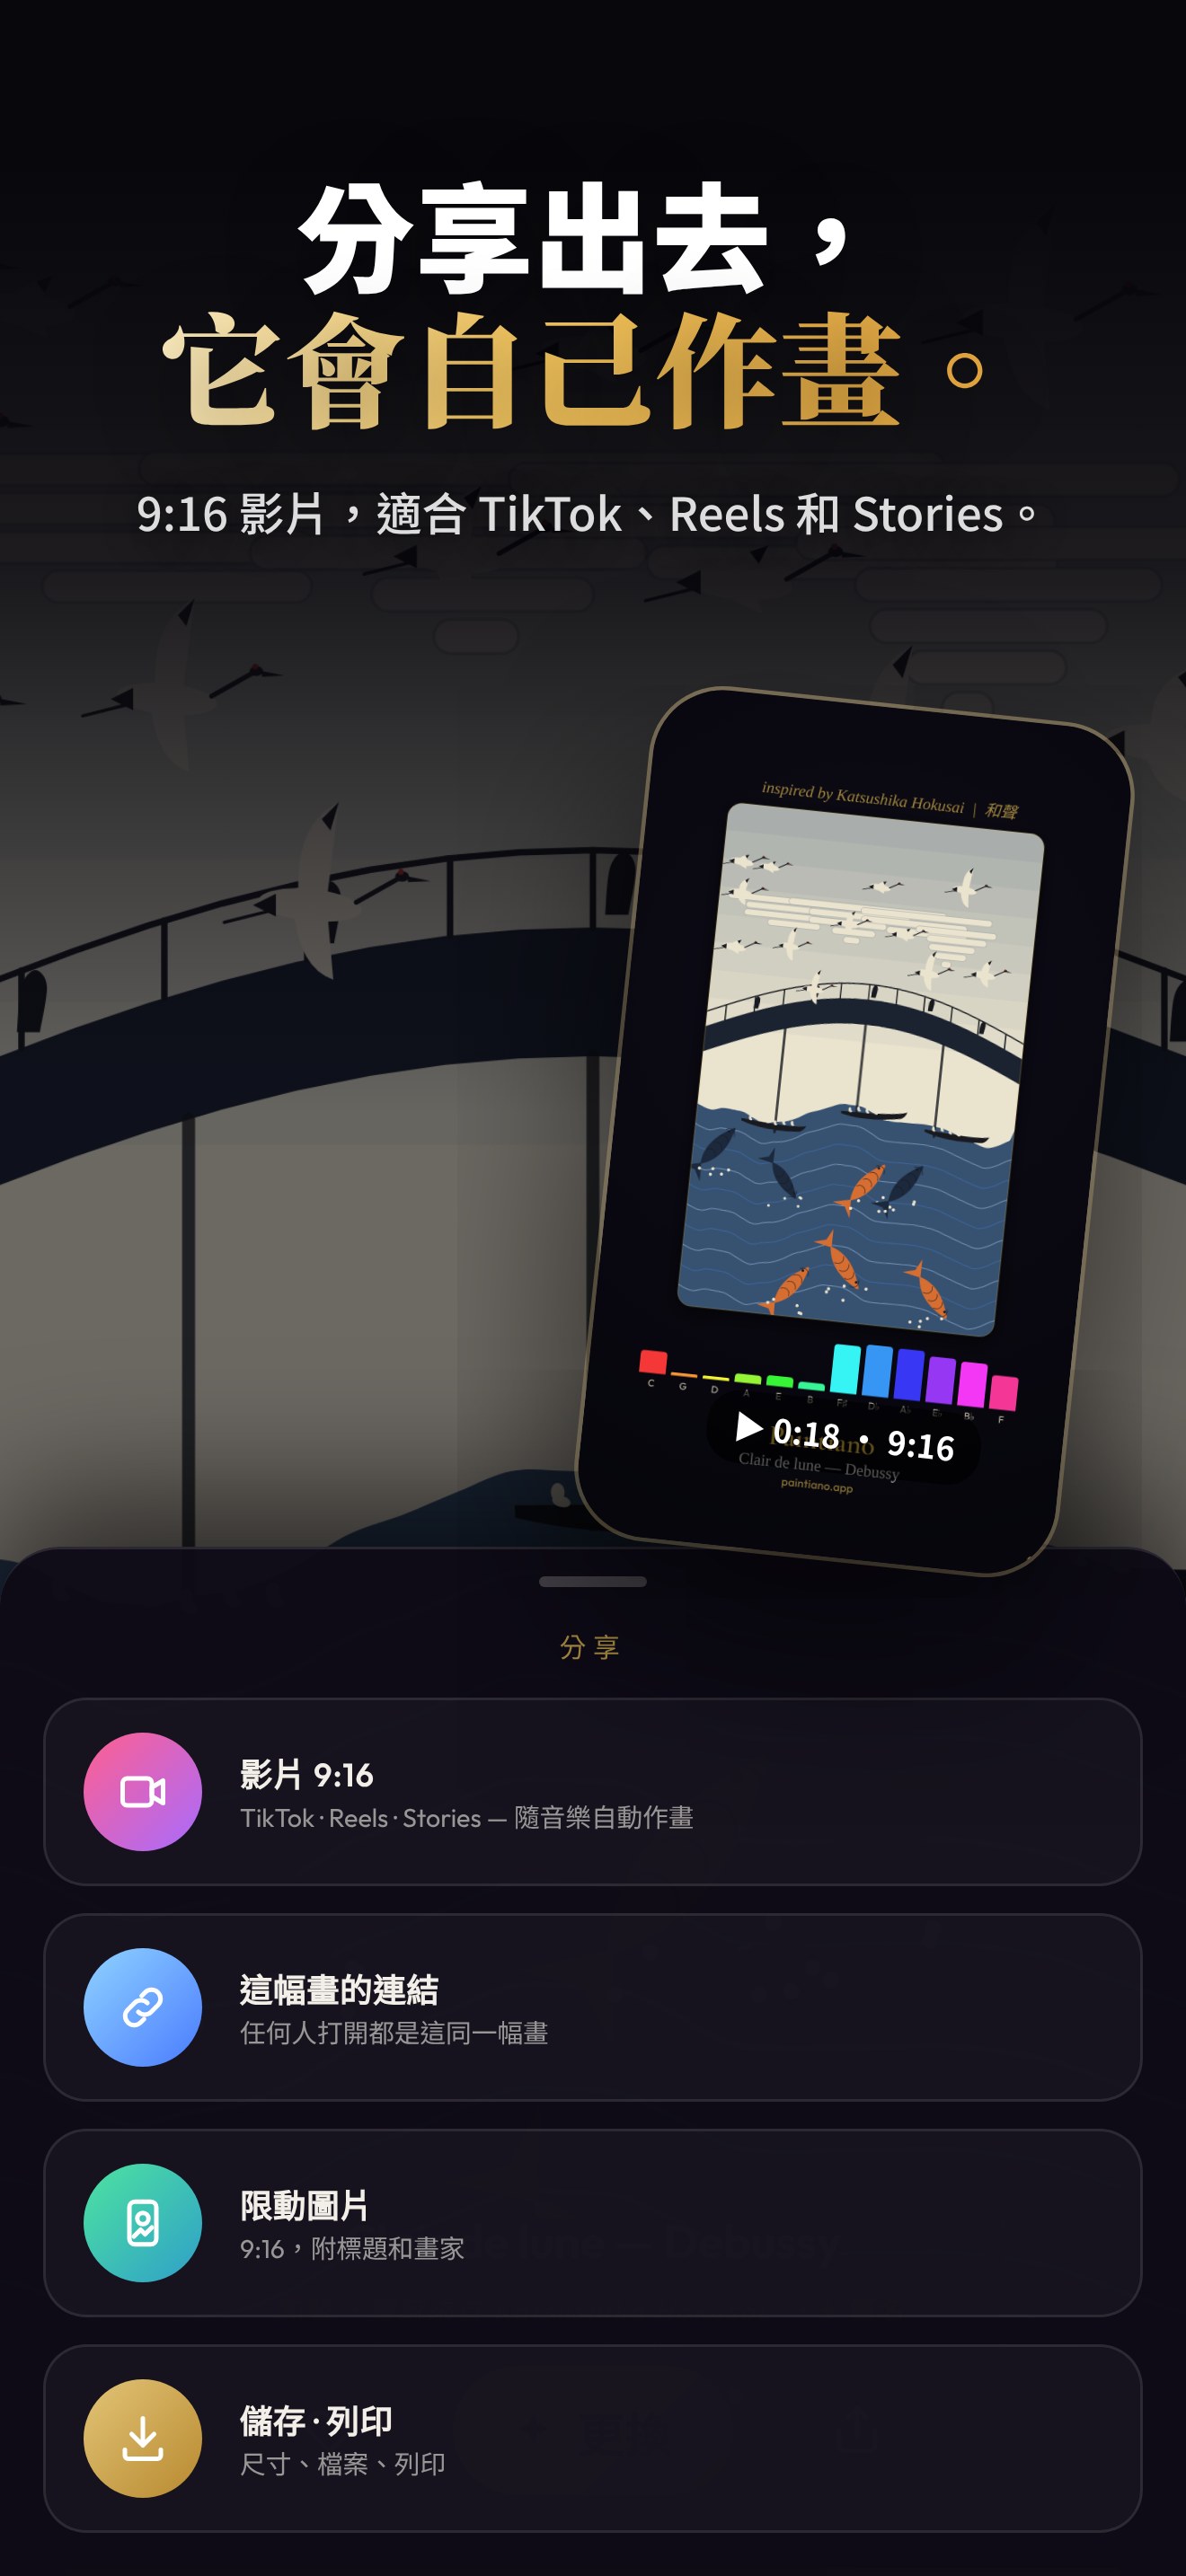 分享出去，
它會自己作畫。
9:16 影片，適合 TikTok、Reels 和 Stories。
inspired by Katsushika Hokusai | 和聲
C G D A E B F# D♭ A♭ E♭ B♭ F
▶ 0:18 • 9:16
Paintiano
Clair de lune — Debussy
paintiano.app
分享
影片 9:16
TikTok · Reels · Stories — 隨音樂自動作畫
這幅畫的連結
任何人打開都是這同一幅畫
限動圖片
9:16，附標題和畫家
de lune — Debussy
儲存 · 列印
尺寸、檔案、列印